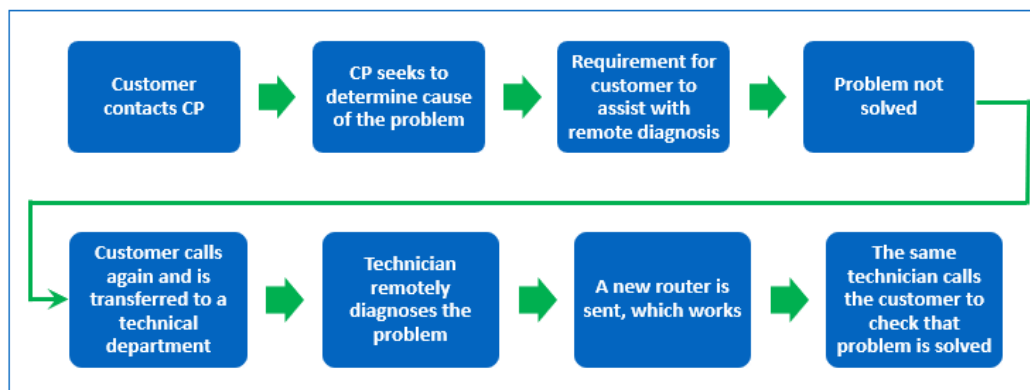 Customer
contacts CP
CP seeks to
determine cause
of the problem
Requirement for
customer to
assist with
remote diagnosis
Problem not
solved
Customer calls
again and is
transferred to a
technical
department
Technician
remotely
diagnoses the
problem
A new router is
sent, which works
The same
technician calls
the customer to
check that
problem is solved